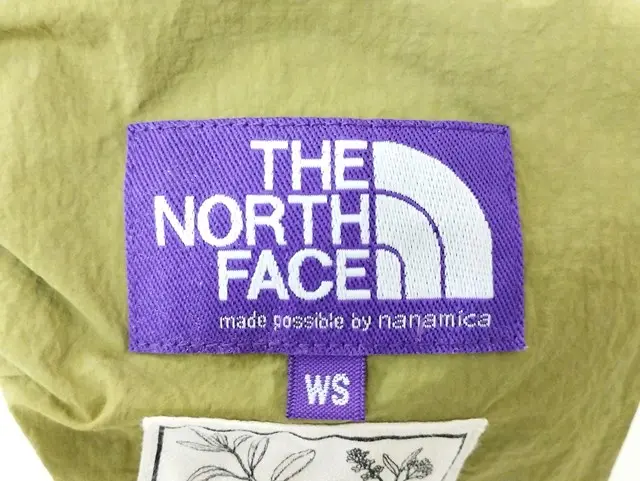 THE
NORTH
FACE
made possible by nanamica
WS